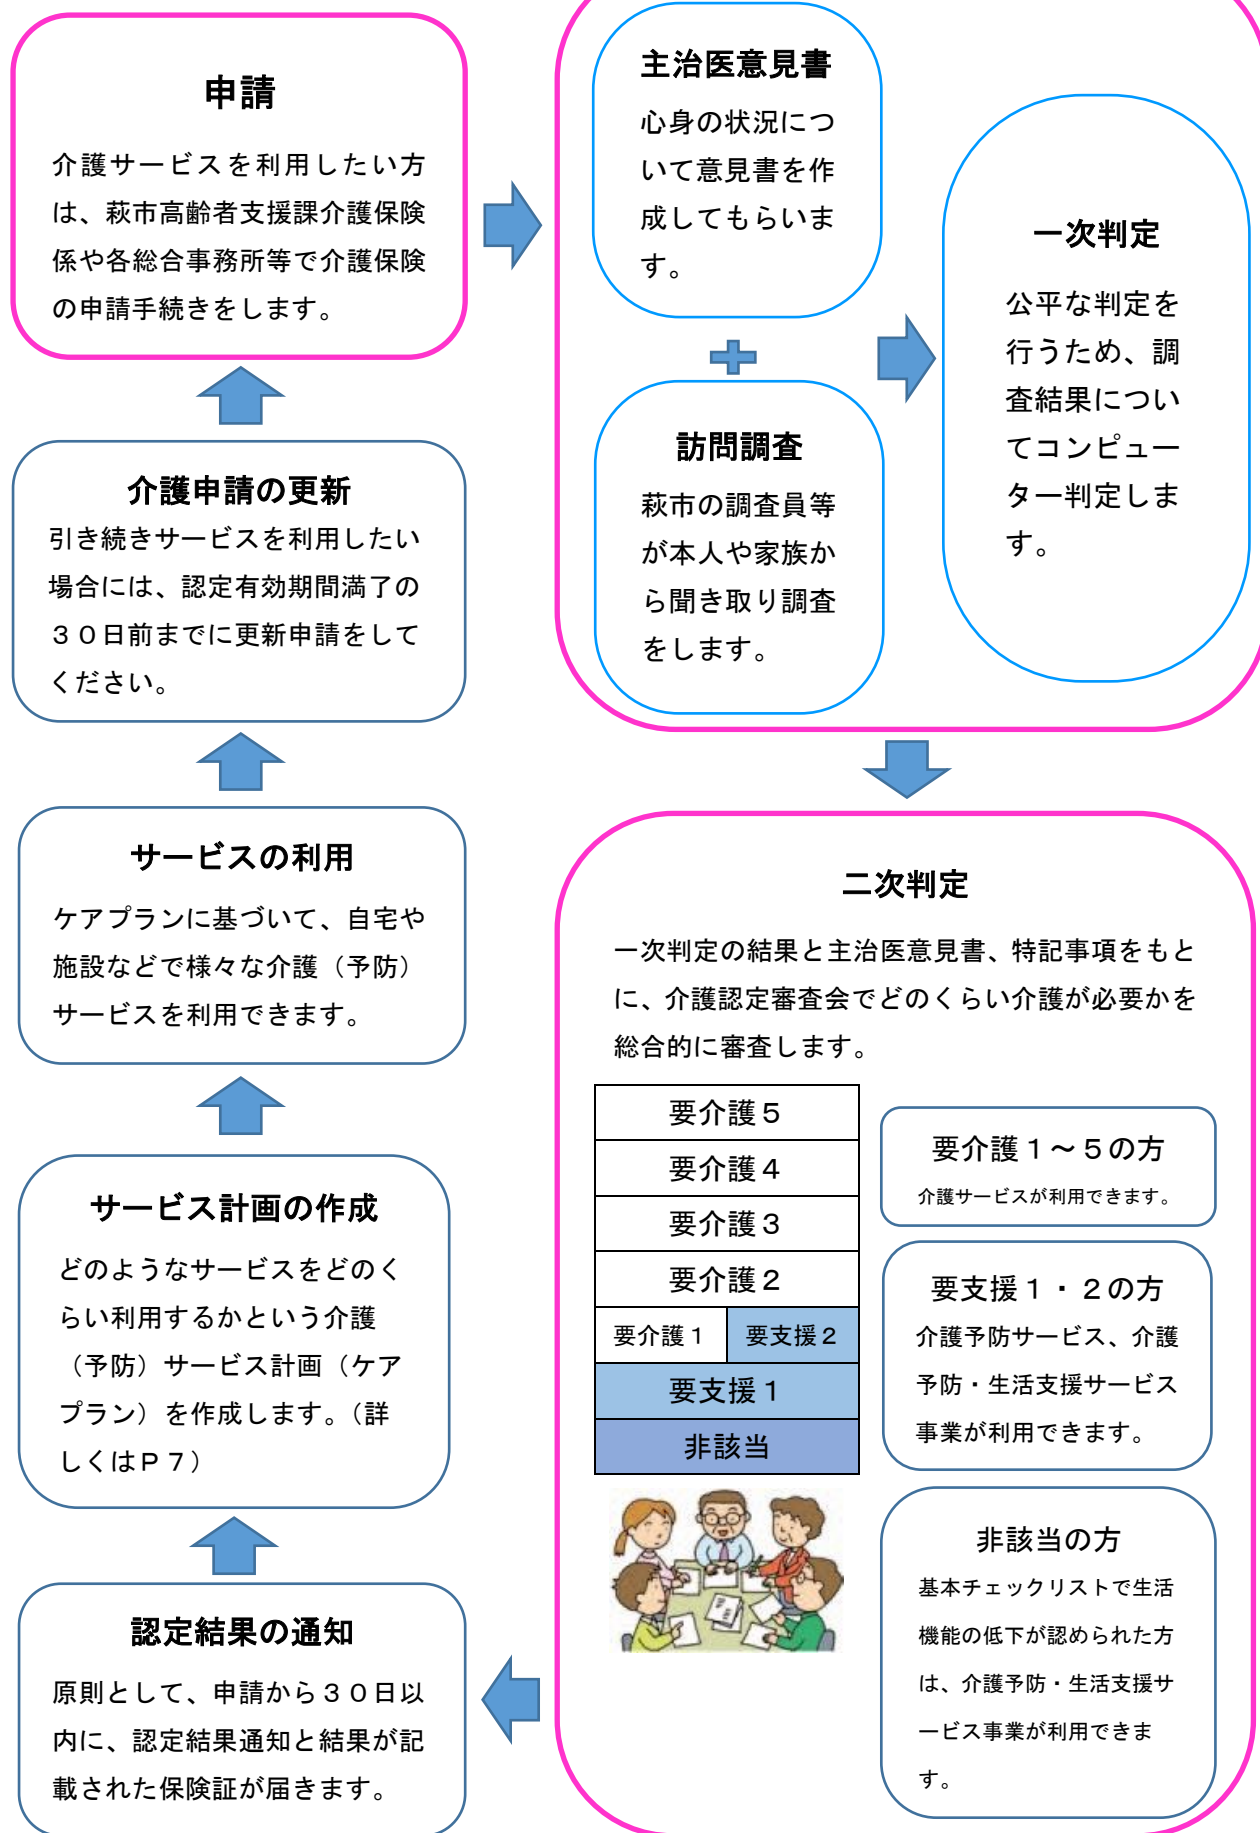 申請
介護サービスを利用したい方
は、萩市高齢者支援課介護保険
係や各総合事務所等で介護保険
の申請手続きをします。
主治医意見書
心身の状況につ
いて意見書を作
成してもらいま
す。
訪問調査
萩市の調査員等
が本人や家族か
ら聞き取り調査
をします。
一次判定
公平な判定を
行うため、調
査結果につい
てコンピュー
ター判定しま
す。
二次判定
一次判定の結果と主治医意見書、特記事項をもと
に、介護認定審査会でどのくらい介護が必要かを
総合的に審査します。
要介護５
要介護４
要介護３
要介護２
要介護１
要支援２
要支援１
非該当
要介護１～５の方
介護サービスが利用できます。
要支援１・２の方
介護予防サービス、介護
予防・生活支援サービス
事業が利用できます。
非該当の方
基本チェックリストで生活
機能の低下が認められた方
は、介護予防・生活支援サ
ービス事業が利用できま
す。
認定結果の通知
原則として、申請から３０日以
内に、認定結果通知と結果が記
載された保険証が届きます。
サービス計画の作成
どのようなサービスをどのく
らい利用するかという介護
（予防）サービス計画（ケア
プラン）を作成します。（詳
しくはＰ７）
サービスの利用
ケアプランに基づいて、自宅や
施設などで様々な介護（予防）
サービスを利用できます。
介護申請の更新
引き続きサービスを利用したい
場合には、認定有効期間満了の
３０日前までに更新申請をして
ください。